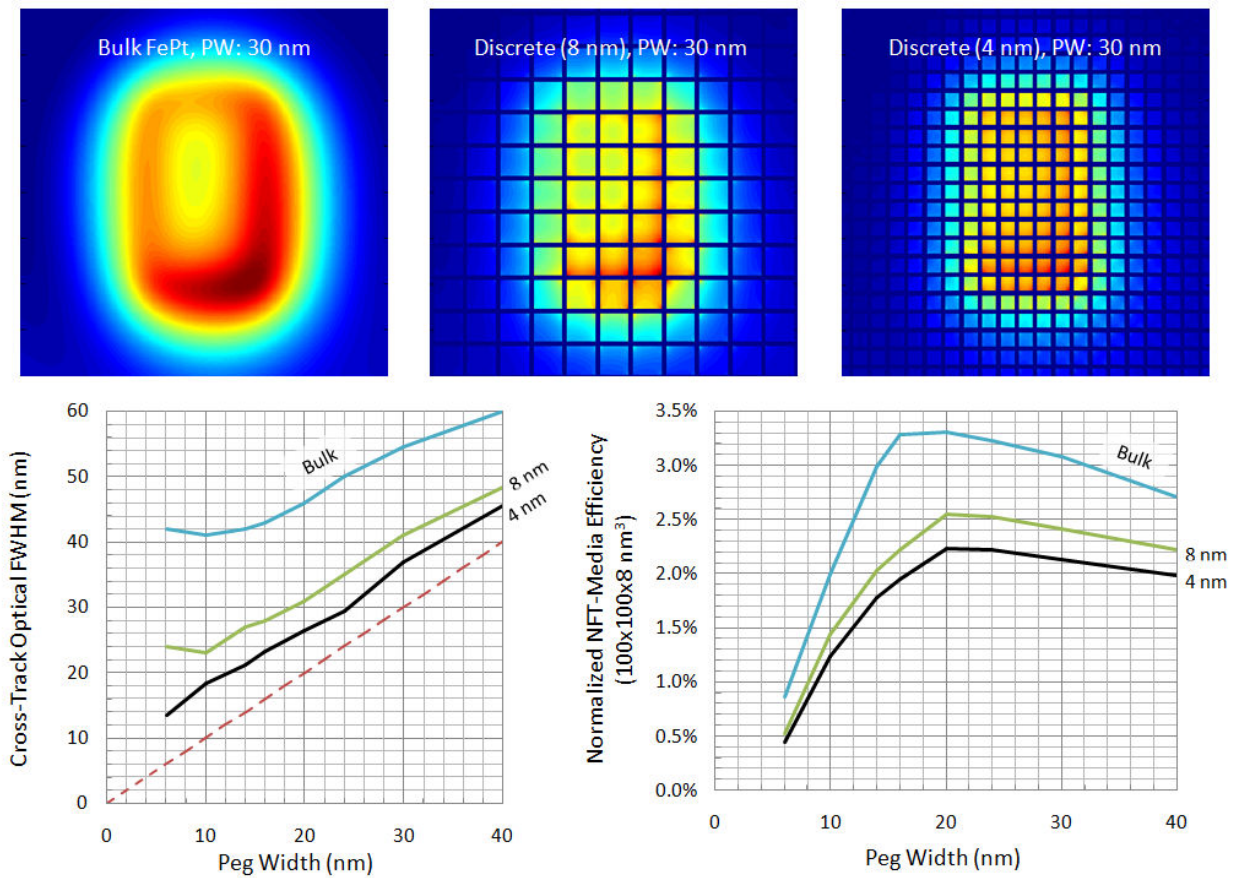 Bulk FePt, PW: 30 nm
Discrete (8 nm), PW: 30 nm
Discrete (4 nm), PW: 30 nm
Cross-Track Optical FWHM (nm)
60
50
40
30
20
10
0
Bulk
8 nm
4 nm
0 10 20 30 40
Peg Width (nm)
Normalized NFT-Media Efficiency
(100x100x8 nm³)
3.5%
3.0%
2.5%
2.0%
1.5%
1.0%
0.5%
0.0%
Bulk
8 nm
4 nm
0 10 20 30 40
Peg Width (nm)